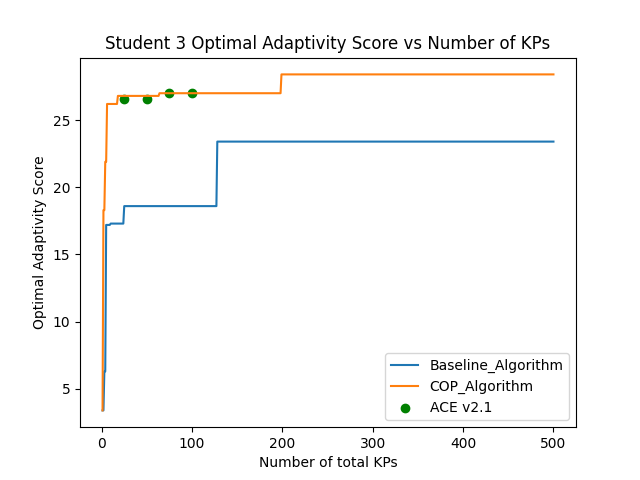 Student 3 Optimal Adaptivity Score vs Number of KPs
Optimal Adaptivity Score
25
20
15
10
5
0
100
200
300
400
500
Number of total KPs
Baseline_Algorithm
COP_Algorithm
ACE v2.1